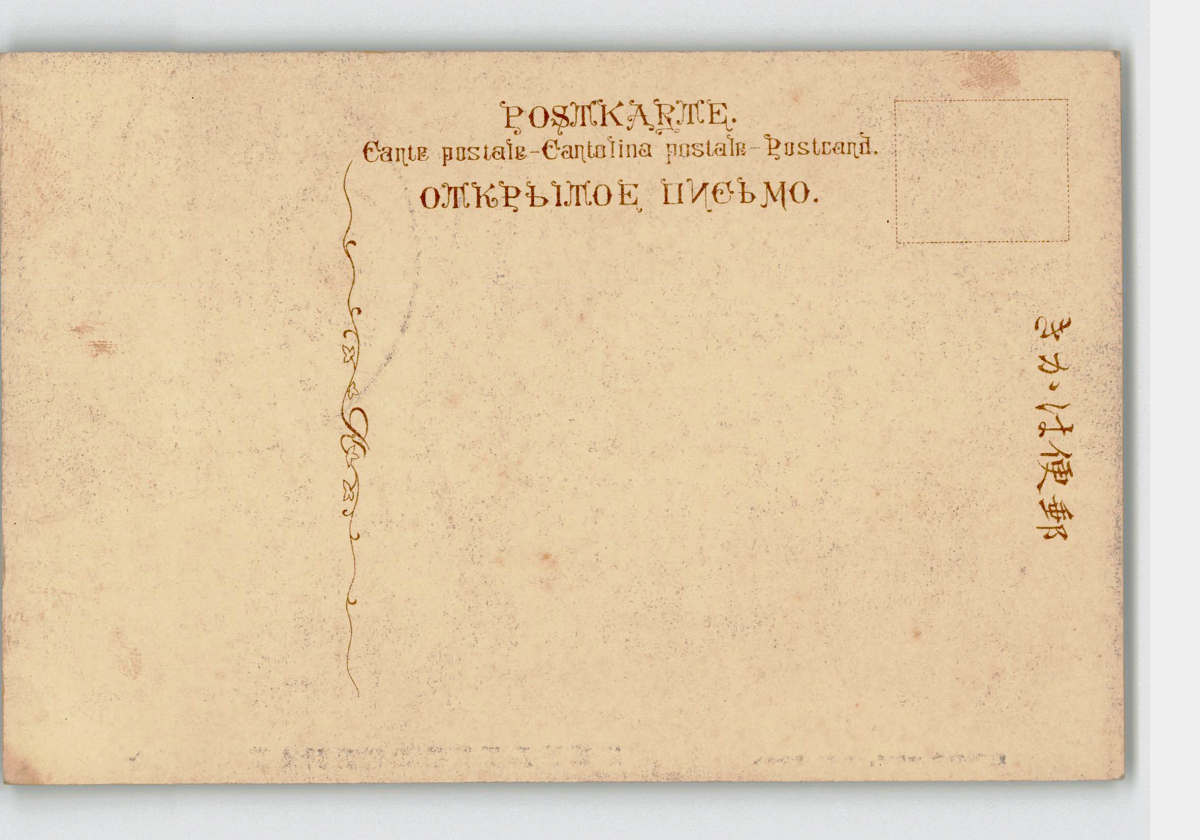 POSTKARTE.
Carte postale-Cartolina postale-Postcard.
ОТКРЫТОЕ ПИСЬМО.
郵便はがき